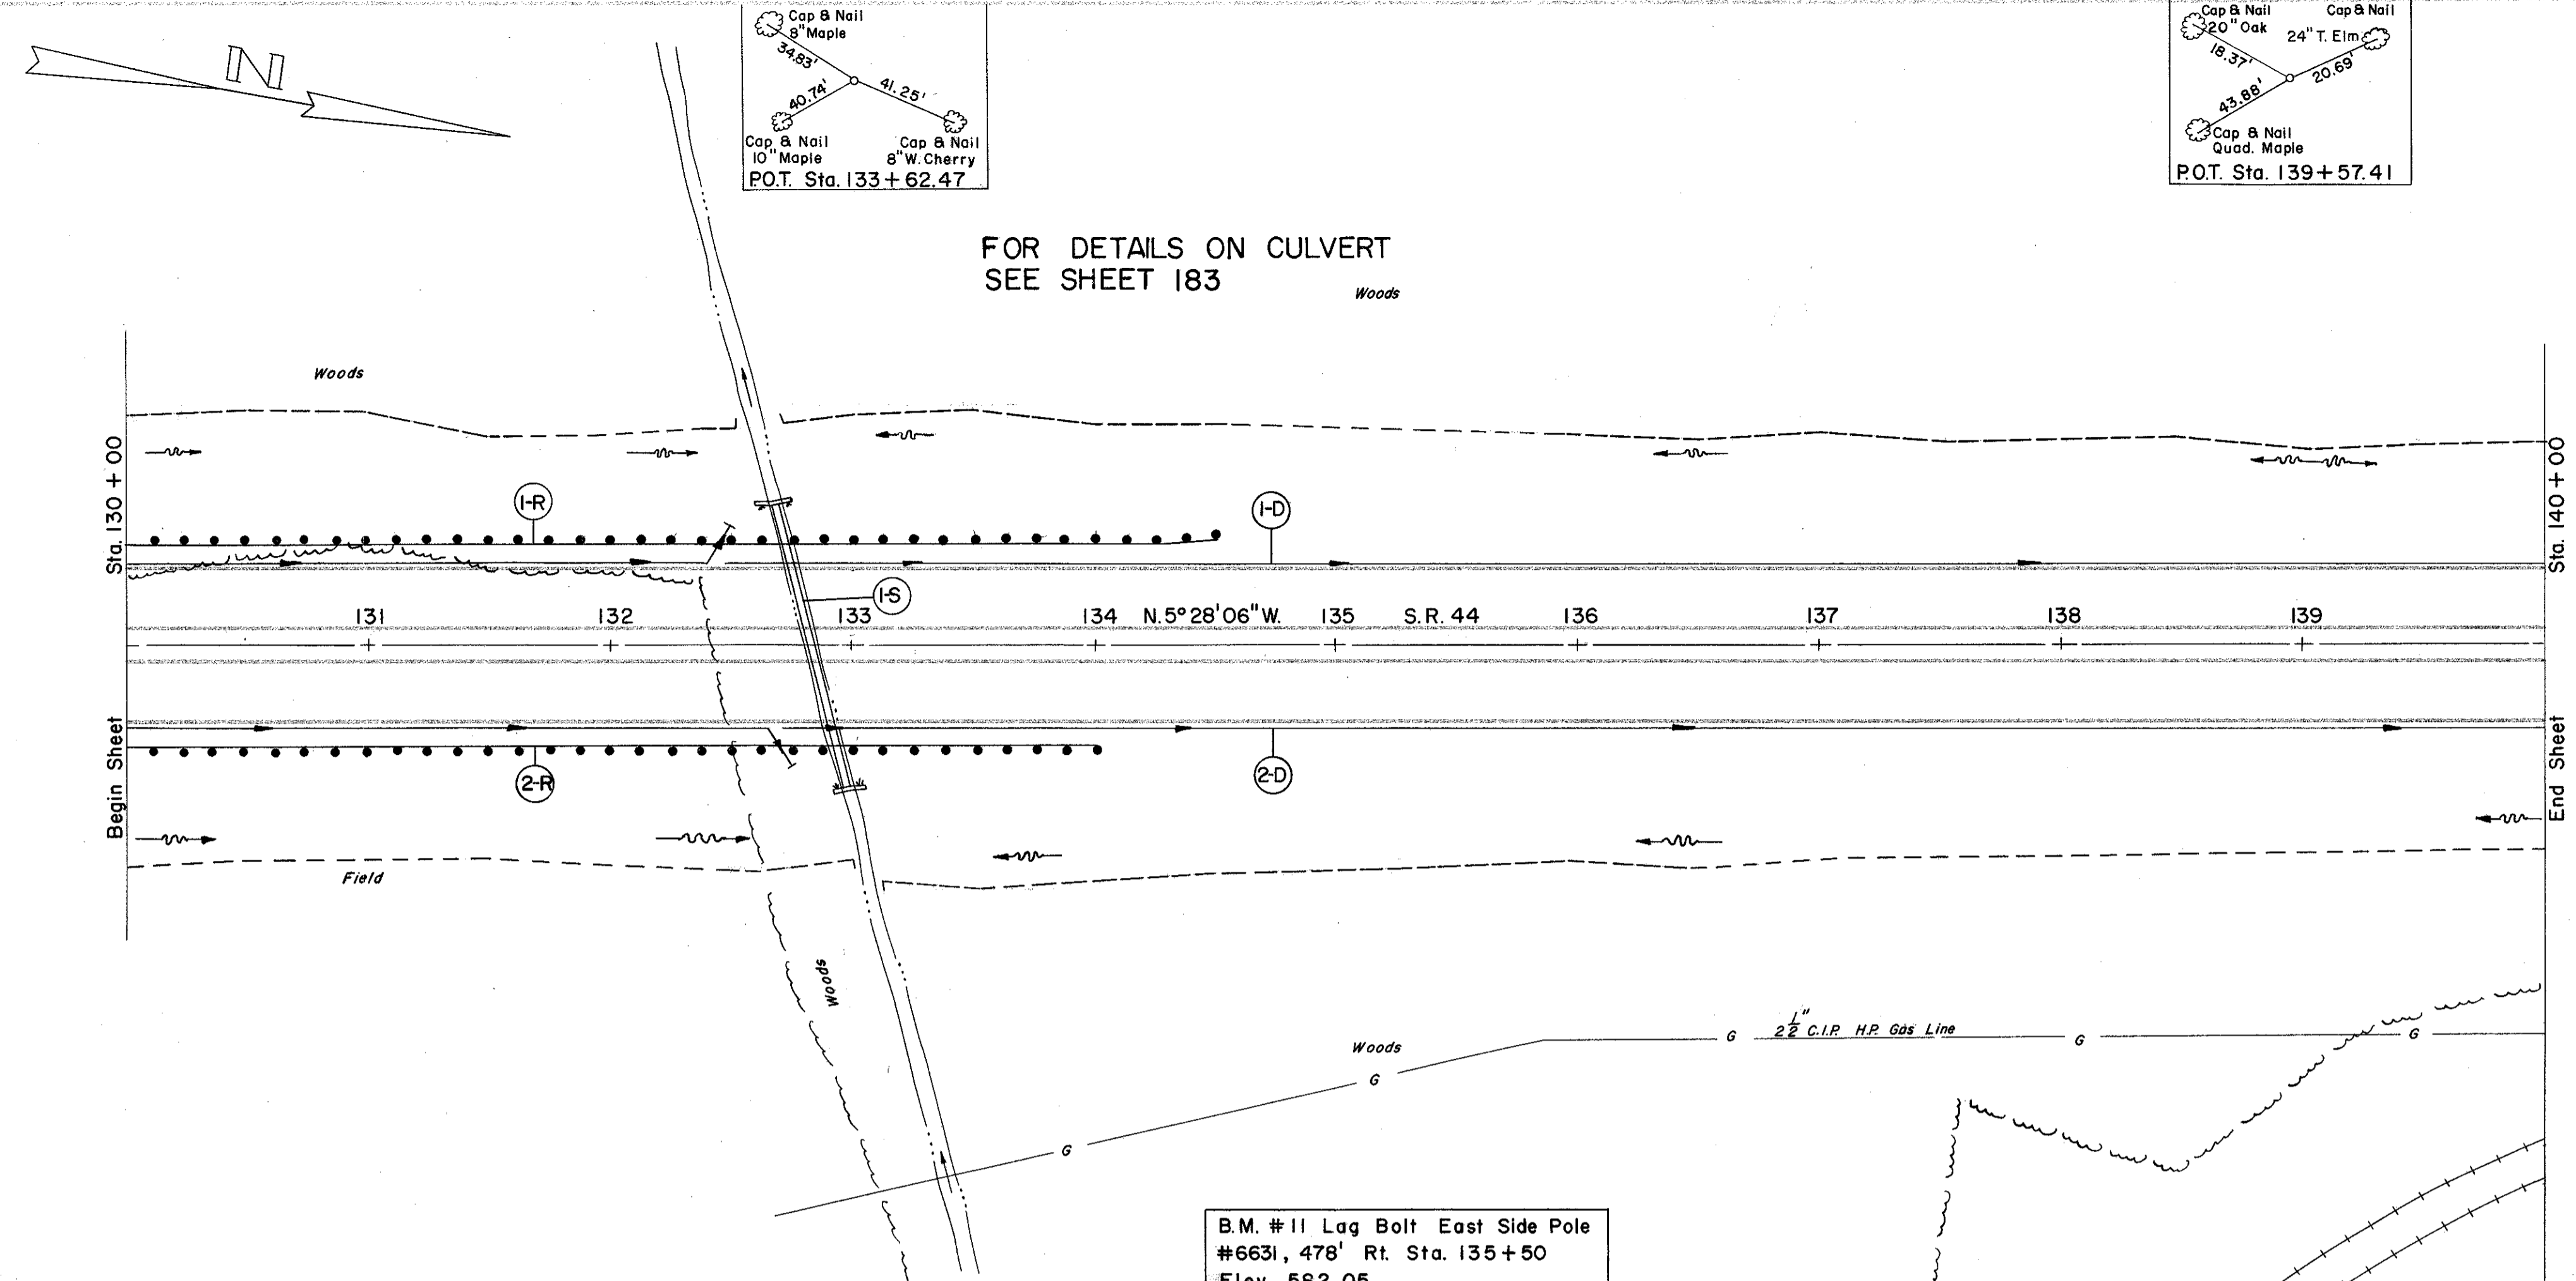 N
Cap & Nail
8" Maple
34.83'
40.74'
41.25'
Cap & Nail
10" Maple
Cap & Nail
8" W. Cherry
P.O.T. Sta. 133+62.47
Cap & Nail
20" Oak
Cap & Nail
24" T. Elm
18.37'
20.69'
43.88'
Cap & Nail
Quad. Maple
P.O.T. Sta. 139+57.41
FOR DETAILS ON CULVERT
SEE SHEET 183
Woods
Woods
Sta. 130 + 00
Sta. 140 + 00
1-R
1-D
1-S
131 132 133 134 N.5°28'06"W. 135 S.R. 44 136 137 138 139
Begin Sheet
End Sheet
2-R
2-D
Field
Woods
Woods
G
G
G
2 1/2" C.I.P. H.P. Gas Line
G
G
B.M. #11 Lag Bolt East Side Pole
#6631, 478' Rt. Sta. 135+50
Elev. 582.05